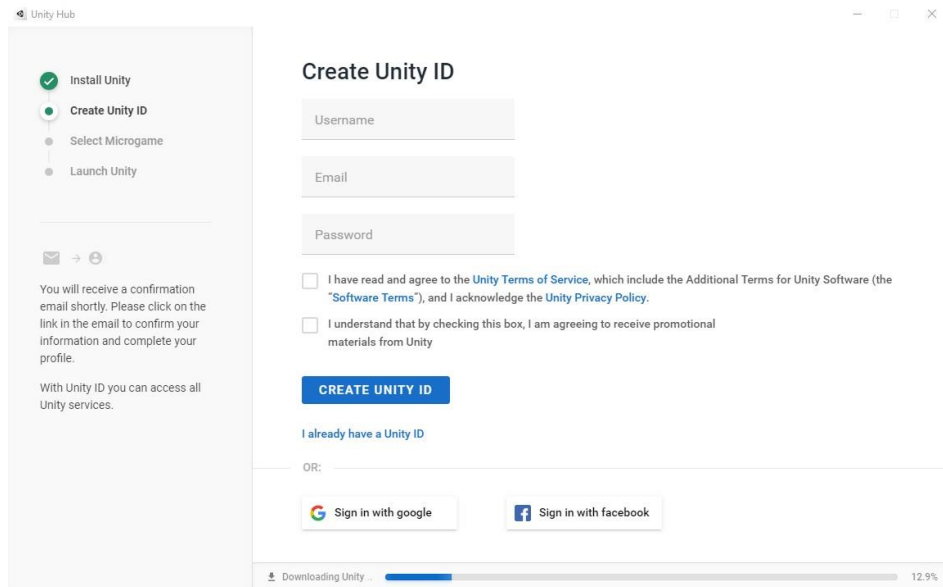 Unity Hub
Install Unity
Create Unity ID
Select Microgame
Launch Unity
You will receive a confirmation
email shortly. Please click on the
link in the email to confirm your
information and complete your
profile.
With Unity ID you can access all
Unity services.
Create Unity ID
Username
Email
Password
I have read and agree to the Unity Terms of Service, which include the Additional Terms for Unity Software (the
"Software Terms"), and I acknowledge the Unity Privacy Policy.
I understand that by checking this box, I am agreeing to receive promotional
materials from Unity
CREATE UNITY ID
I already have a Unity ID
OR:
Sign in with google
Sign in with facebook
Downloading Unity ...
12.9%